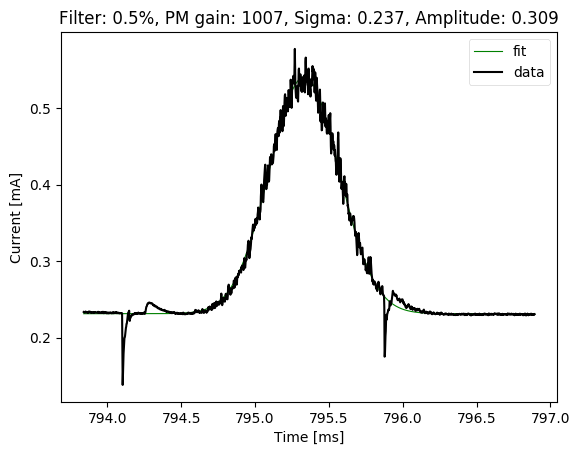 Filter: 0.5%, PM gain: 1007, Sigma: 0.237, Amplitude: 0.309
fit
data
0.5
0.4
0.3
0.2
Current [mA]
794.0 794.5 795.0 795.5 796.0 796.5 797.0
Time [ms]